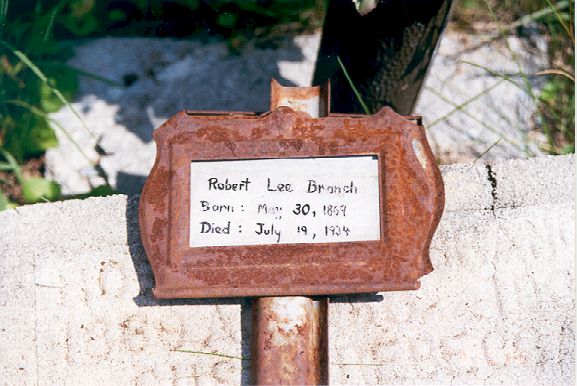 Robert Lee Branch
Born: May 30, 1869
Died: July 19, 1934